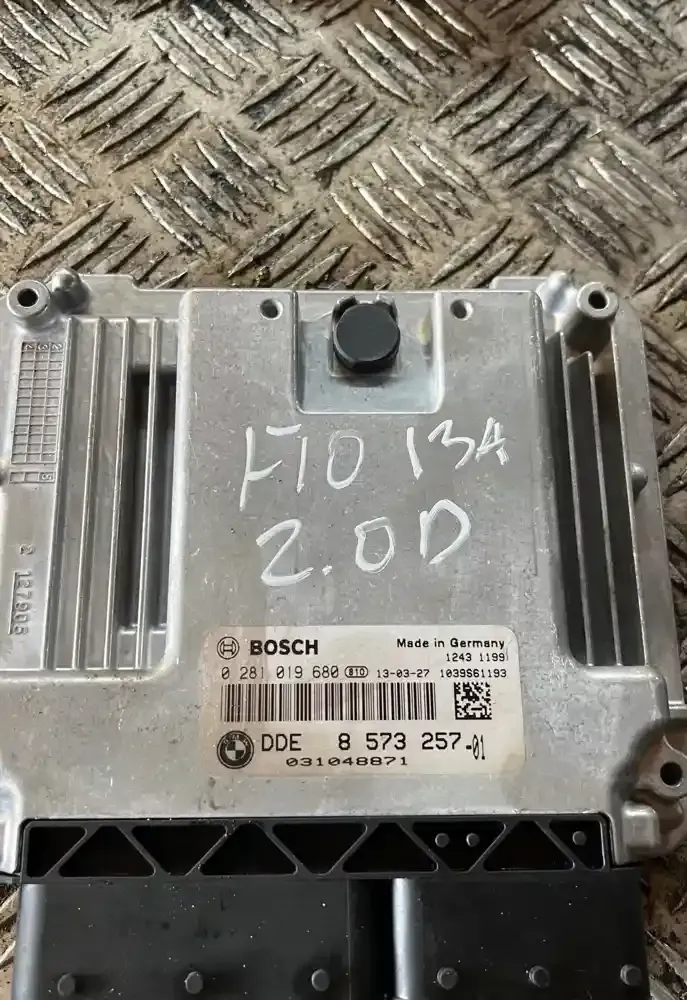 F10 13A
2.0D
2 127905
BOSCH
Made in Germany
1243 1199
0 281 019 680 810 13-03-27 1039S61193
DDE 8 573 257-01
031048871